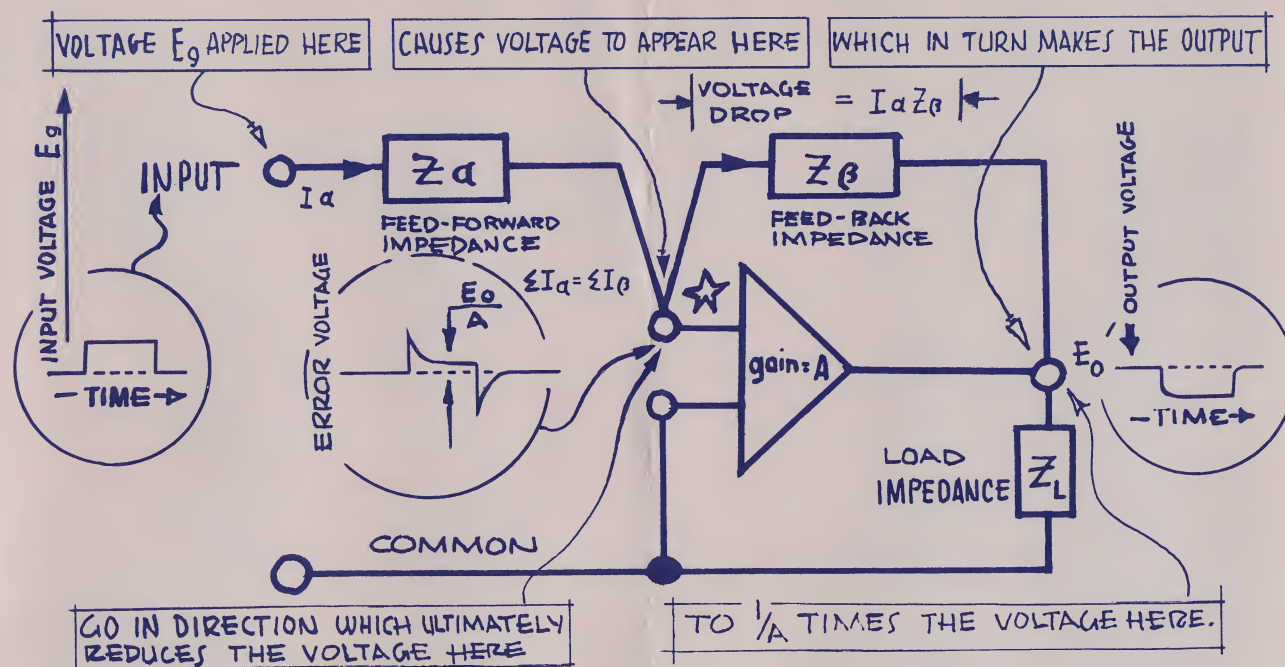 VOLTAGE Eg APPLIED HERE
CAUSES VOLTAGE TO APPEAR HERE
WHICH IN TURN MAKES THE OUTPUT
VOLTAGE
DROP = IαZβ
INPUT VOLTAGE Eg
INPUT
Iα
Zα
FEED-FORWARD
IMPEDANCE
Zβ
FEED-BACK
IMPEDANCE
OUTPUT VOLTAGE
TIME
ERROR VOLTAGE
Eo
A
ΣIα=ΣIβ
gain=A
Eo
TIME
LOAD
IMPEDANCE
ZL
COMMON
GO IN DIRECTION WHICH ULTIMATELY
REDUCES THE VOLTAGE HERE
TO 1/A TIMES THE VOLTAGE HERE.